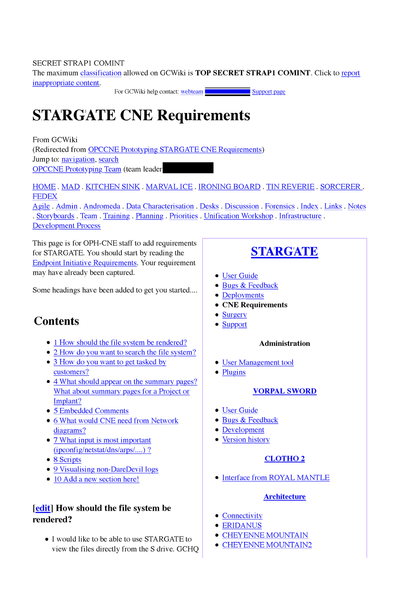 SECRET STRAP1 COMINT
The maximum classification allowed on GCWiki is TOP SECRET STRAP1 COMINT. Click to report
inappropriate content.
For GCWiki help contact: webteam Support page
STARGATE CNE Requirements
From GCWiki
(Redirected from OPCCNE Prototyping STARGATE CNE Requirements)
Jump to: navigation, search
OPCCNE Prototyping Team (team leader
HOME . MAD . KITCHEN SINK . MARVAL ICE . IRONING BOARD . TIN REVERIE . SORCERER .
FEDEX
Agile . Admin . Andromeda . Data Characterisation . Desks . Discussion . Forensics . Index . Links . Notes
. Storyboards . Team . Training . Planning . Priorities . Unification Workshop . Infrastructure .
Development Process
This page is for OPH-CNE staff to add requirements
for STARGATE. You should start by reading the
Endpoint Initiative Requirements. Your requirement
may have already been captured.
Some headings have been added to get you started....
Contents
1 How should the file system be rendered?
2 How do you want to search the file system?
3 How do you want to get tasked by
customers?
4 What should appear on the summary pages?
What about summary pages for a Project or
Implant?
5 Embedded Comments
6 What would CNE need from Network
diagrams?
7 What input is most important
(ipconfig/netstat/dns/arps/....) ?
8 Scripts
9 Visualising non-DareDevil logs
10 Add a new section here!
[edit] How should the file system be
rendered?
I would like to be able to use STARGATE to
view the files directly from the S drive. GCHQ
STARGATE
User Guide
Bugs & Feedback
Deployments
CNE Requirements
Surgery
Support
Administration
User Management tool
Plugins
VORPAL SWORD
User Guide
Bugs & Feedback
Development
Version history
CLOTHO 2
Interface from ROYAL MANTLE
Architecture
Connectivity
ERIDANUS
CHEYENNE MOUNTAIN
CHEYENNE MOUNTAIN2